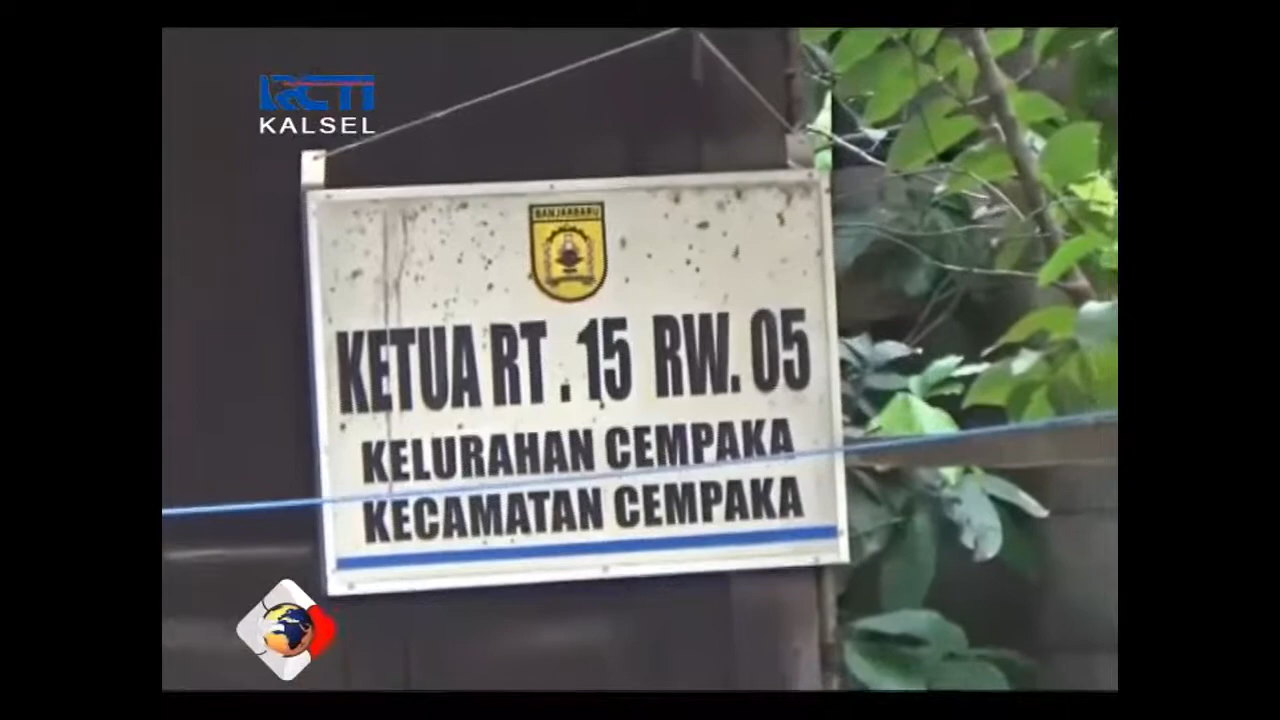 RCTI
KALSEL
BANJARBARU
KETUA RT . 15 RW. 05
KELURAHAN CEMPAKA
KECAMATAN CEMPAKA